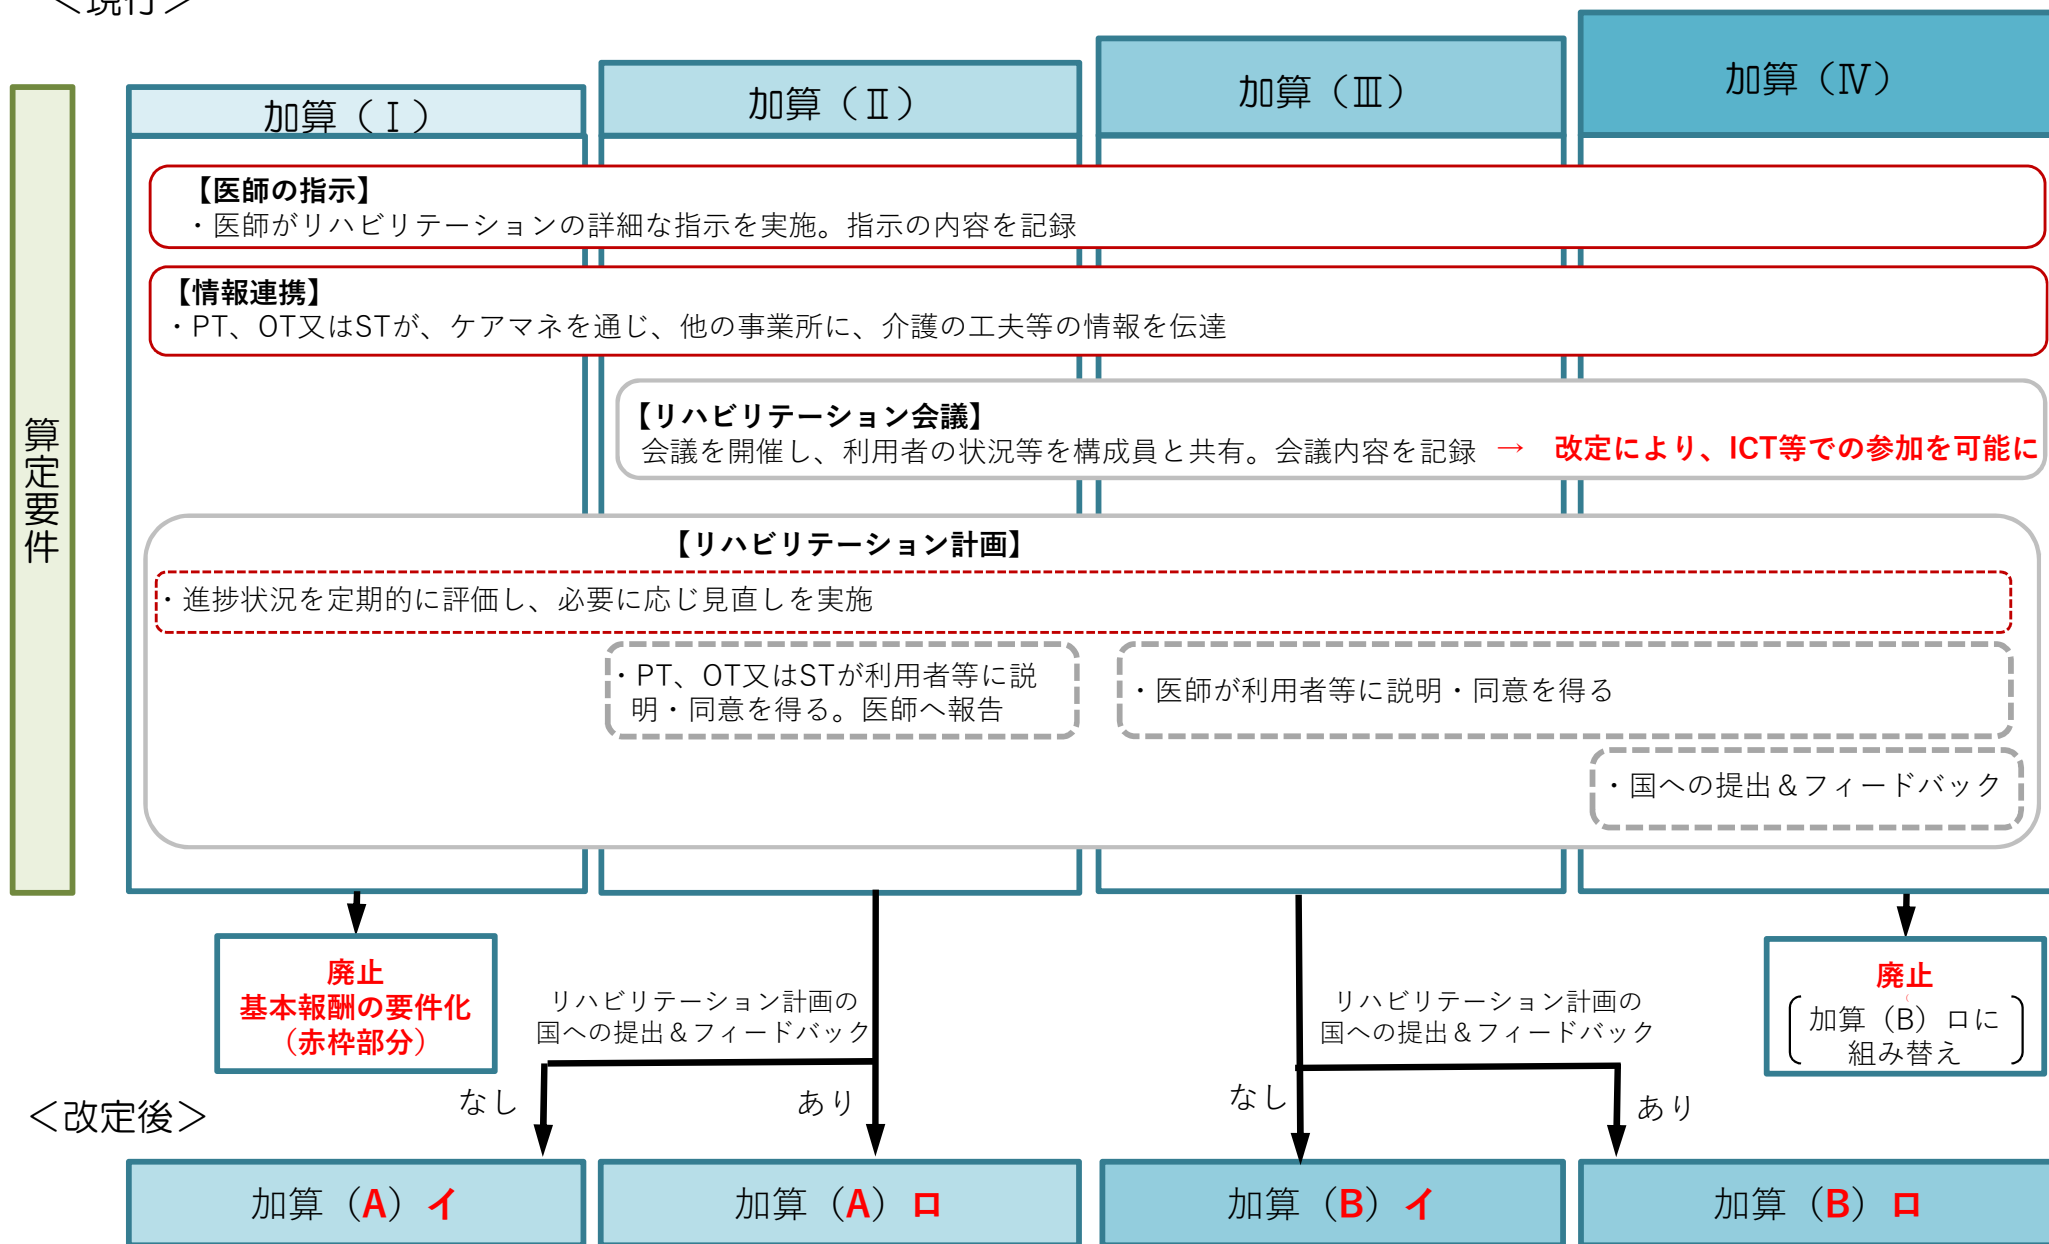 ＜現行＞
加算（Ⅰ）
加算（Ⅱ）
加算（Ⅲ）
加算（Ⅳ）
算定要件
【医師の指示】
・医師がリハビリテーションの詳細な指示を実施。指示の内容を記録
【情報連携】
・PT、OT又はSTが、ケアマネを通じ、他の事業所に、介護の工夫等の情報を伝達
【リハビリテーション会議】
会議を開催し、利用者の状況等を構成員と共有。会議内容を記録 → 改定により、ICT等での参加を可能に
【リハビリテーション計画】
・進捗状況を定期的に評価し、必要に応じ見直しを実施
・PT、OT又はSTが利用者等に説
明・同意を得る。医師へ報告
・医師が利用者等に説明・同意を得る
・国への提出＆フィードバック
廃止
基本報酬の要件化
（赤枠部分）
リハビリテーション計画の
国への提出＆フィードバック
なし
あり
リハビリテーション計画の
国への提出＆フィードバック
なし
あり
廃止
（
加算（B）ロに
組み替え
＜改定後＞
加算（A）イ
加算（A）ロ
加算（B）イ
加算（B）ロ